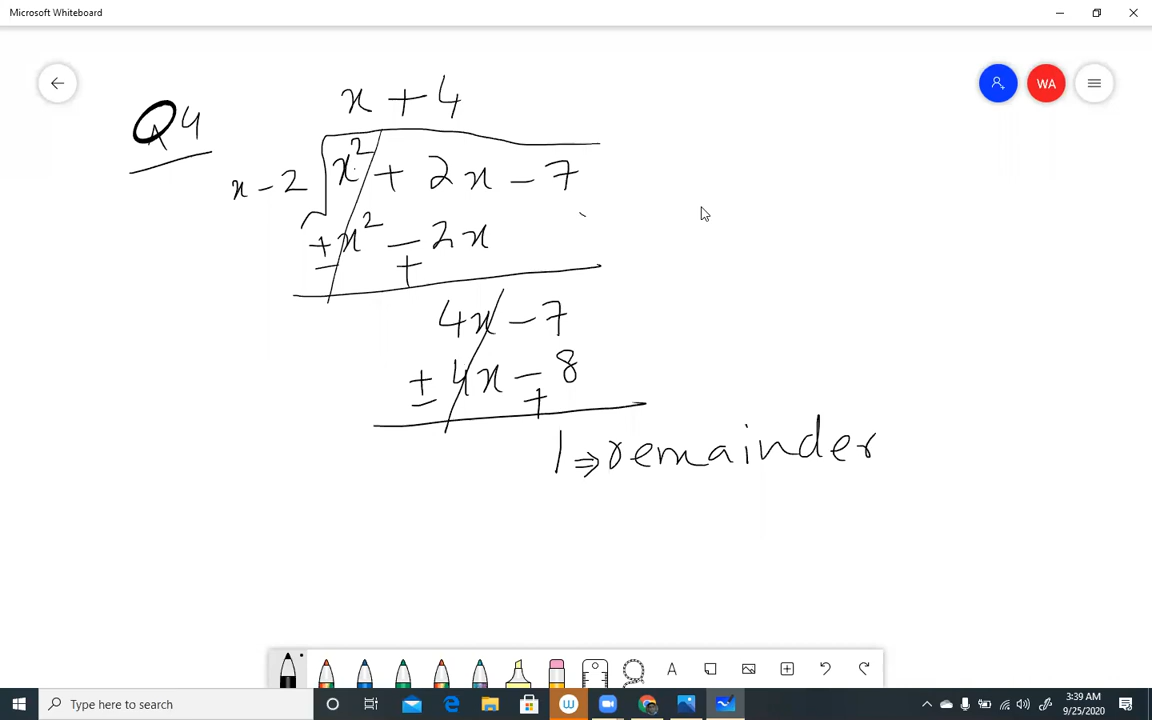 Microsoft Whiteboard
WA
Q4
x + 4
x - 2 √ x² + 2x - 7
± x² - 2x
+
4x - 7
± 4x - 8
+
1 ⇒ remainder
A
Type here to search
3:39 AM
9/25/2020